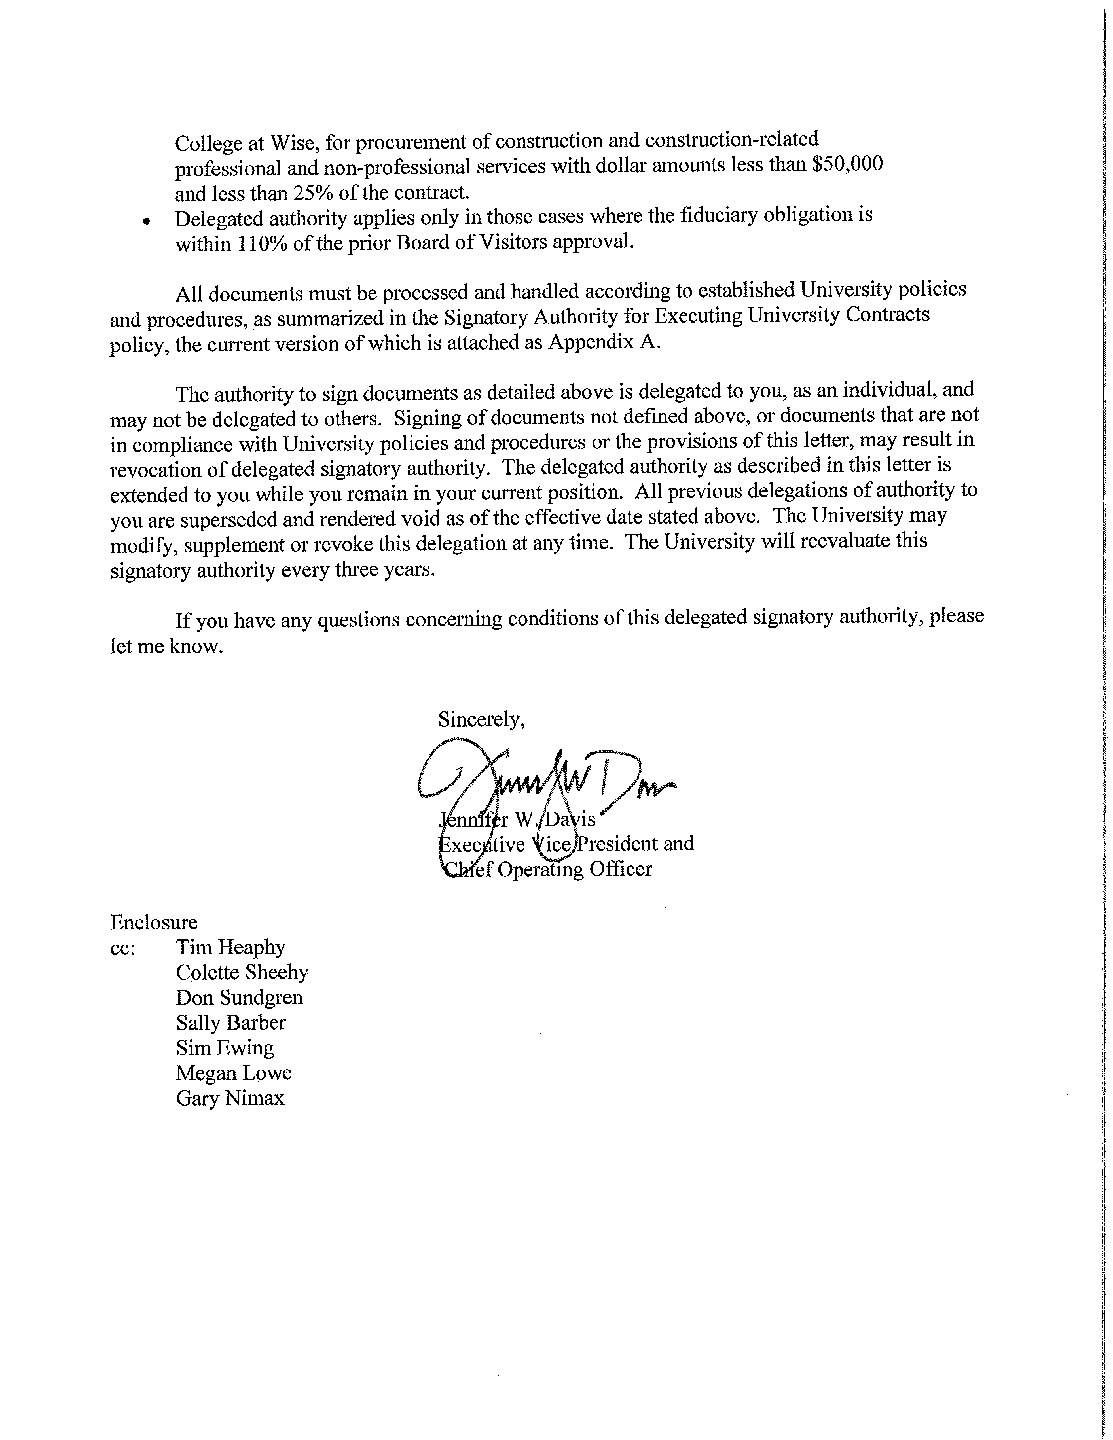 College at Wise, for procurement of construction and construction-related
professional and non-professional services with dollar amounts less than $50,000
and less than 25% of the contract.
• Delegated authority applies only in those cases where the fiduciary obligation is
within 110% of the prior Board of Visitors approval.
All documents must be processed and handled according to established University policies
and procedures, as summarized in the Signatory Authority for Executing University Contracts
policy, the current version of which is attached as Appendix A.
The authority to sign documents as detailed above is delegated to you, as an individual, and
may not be delegated to others. Signing of documents not defined above, or documents that are not
in compliance with University policies and procedures or the provisions of this letter, may result in
revocation of delegated signatory authority. The delegated authority as described in this letter is
extended to you while you remain in your current position. All previous delegations of authority to
you are superseded and rendered void as of the effective date stated above. The University may
modify, supplement or revoke this delegation at any time. The University will reevaluate this
signatory authority every three years.
If you have any questions concerning conditions of this delegated signatory authority, please
let me know.
Sincerely,
Jennifer W. Davis
Executive Vice President and
Chief Operating Officer
Enclosure
cc: Tim Heaphy
Colette Sheehy
Don Sundgren
Sally Barber
Sim Ewing
Megan Lowe
Gary Nimax